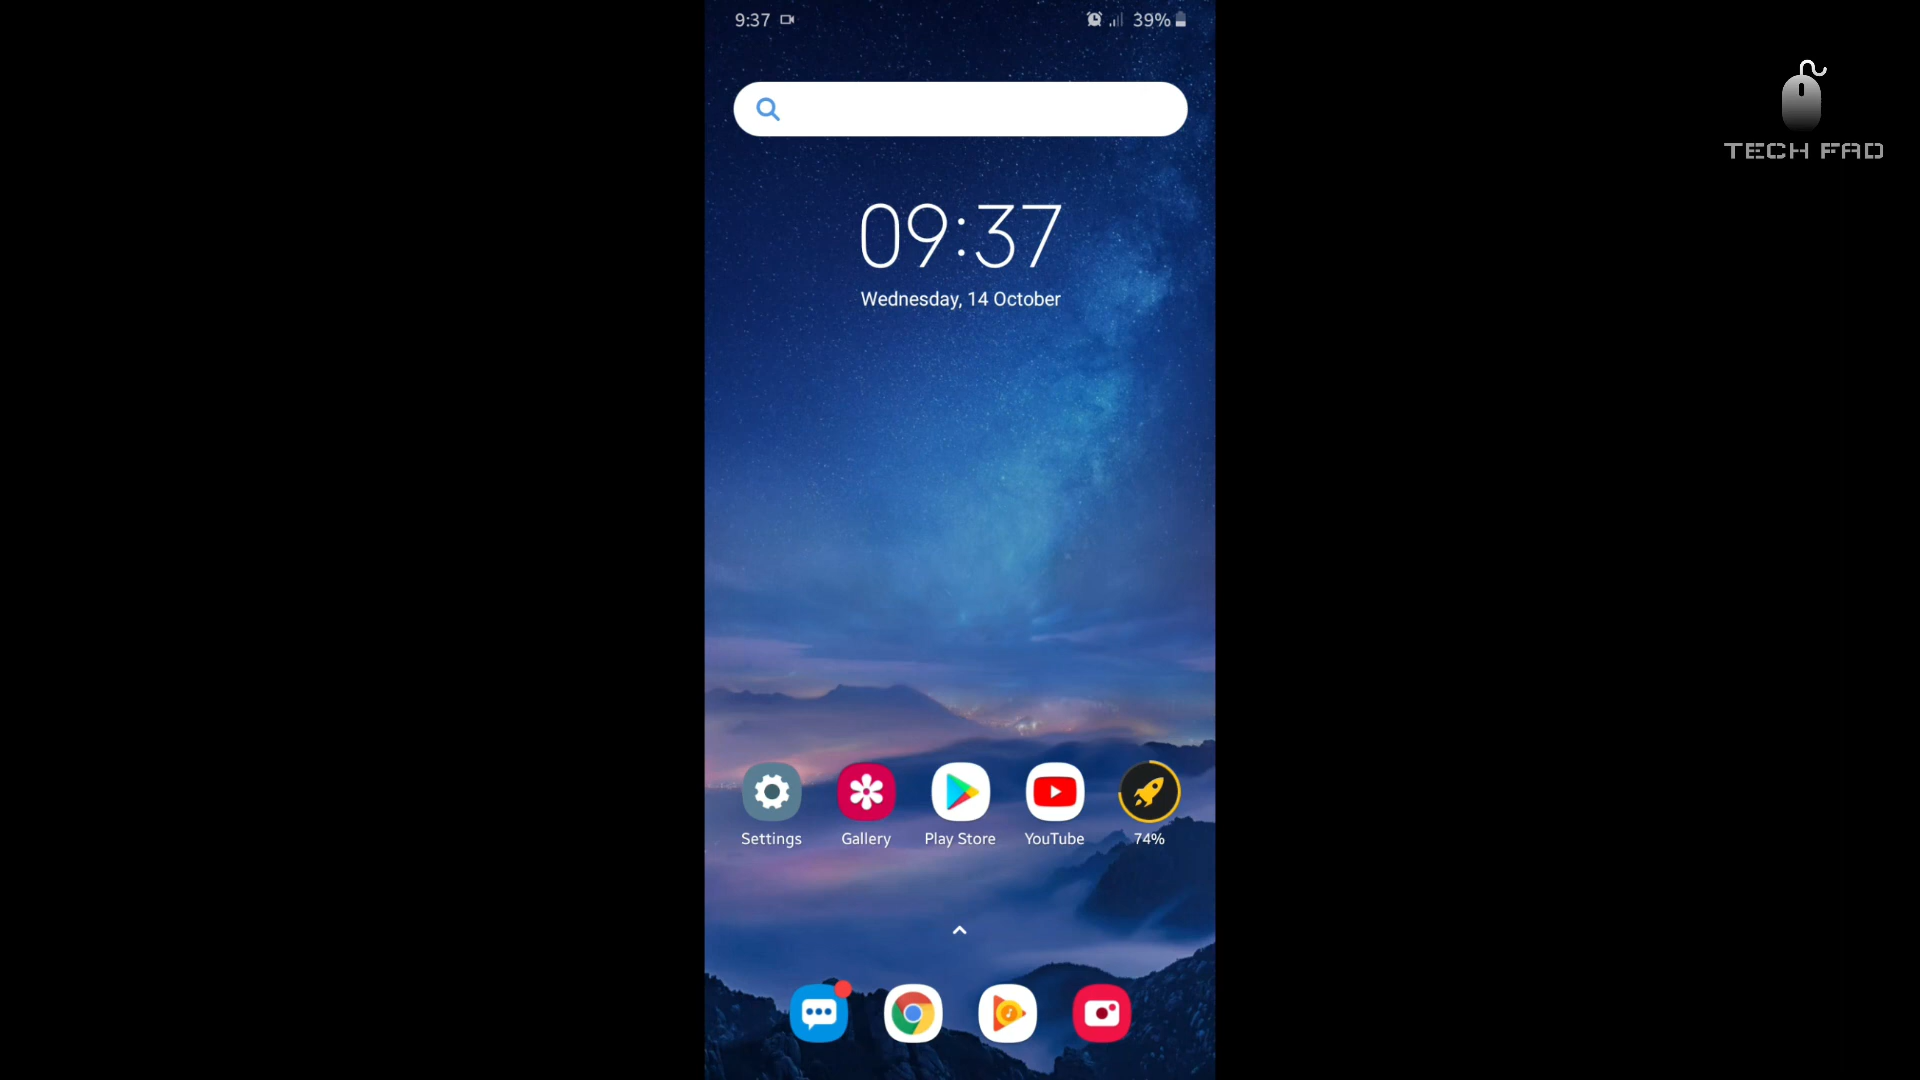 9:37
39%
TECH FAD
09:37
Wednesday, 14 October
Settings
Gallery
Play Store
YouTube
74%